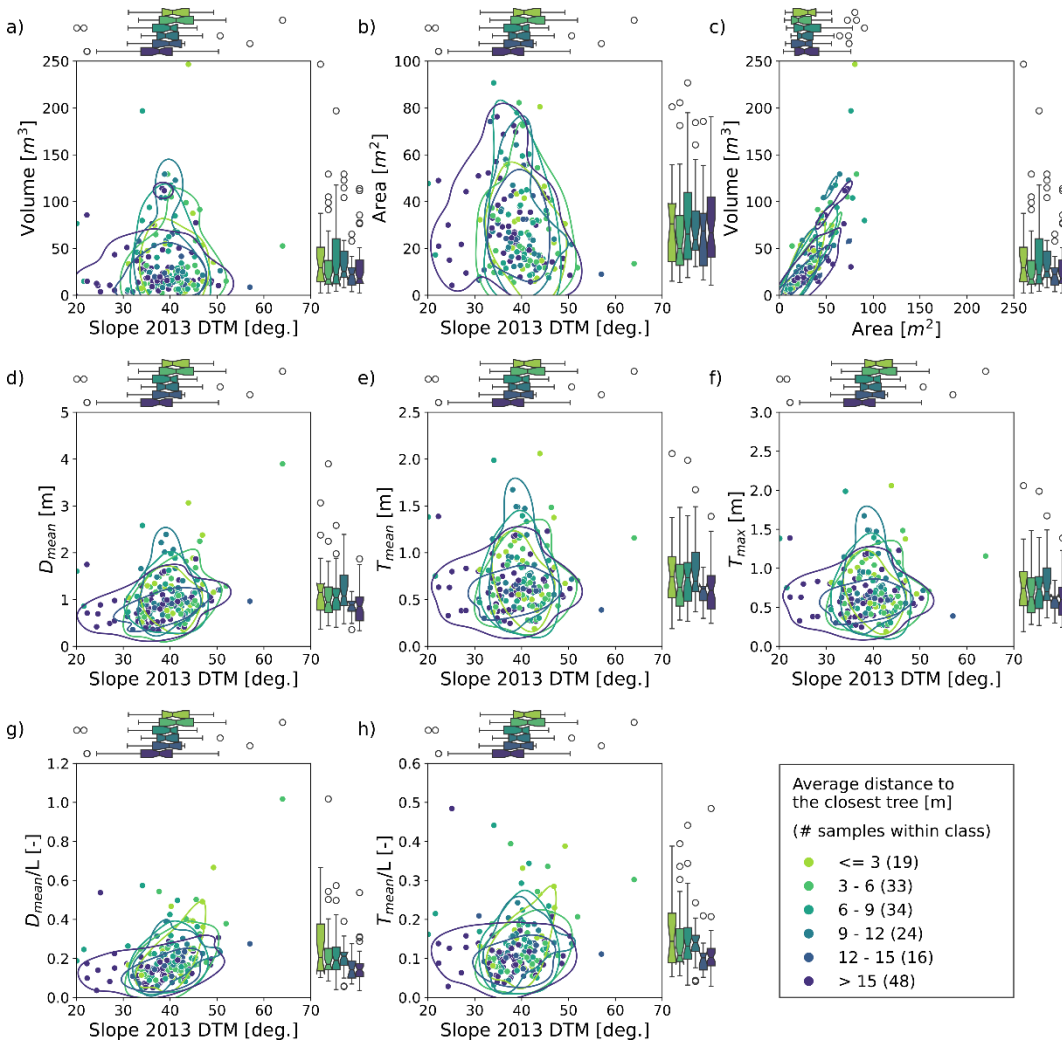 a)
b)
c)
Volume [m³]
250
200
150
100
50
0
20 30 40 50 60 70
Slope 2013 DTM [deg.]
Area [m²]
100
80
60
40
20
0
20 30 40 50 60 70
Slope 2013 DTM [deg.]
Volume [m³]
250
200
150
100
50
0
0 50 100 150 200 250
Area [m²]
d)
e)
f)
D_mean [m]
5
4
3
2
1
0
20 30 40 50 60 70
Slope 2013 DTM [deg.]
T_mean [m]
2.5
2.0
1.5
1.0
0.5
0.0
20 30 40 50 60 70
Slope 2013 DTM [deg.]
T_max [m]
3.0
2.5
2.0
1.5
1.0
0.5
0.0
20 30 40 50 60 70
Slope 2013 DTM [deg.]
g)
h)
D_mean/L [-]
1.2
1.0
0.8
0.6
0.4
0.2
0.0
20 30 40 50 60 70
Slope 2013 DTM [deg.]
T_mean/L [-]
0.6
0.5
0.4
0.3
0.2
0.1
0.0
20 30 40 50 60 70
Slope 2013 DTM [deg.]
Average distance to
the closest tree [m]
(# samples within class)
<= 3 (19)
3 - 6 (33)
6 - 9 (34)
9 - 12 (24)
12 - 15 (16)
> 15 (48)